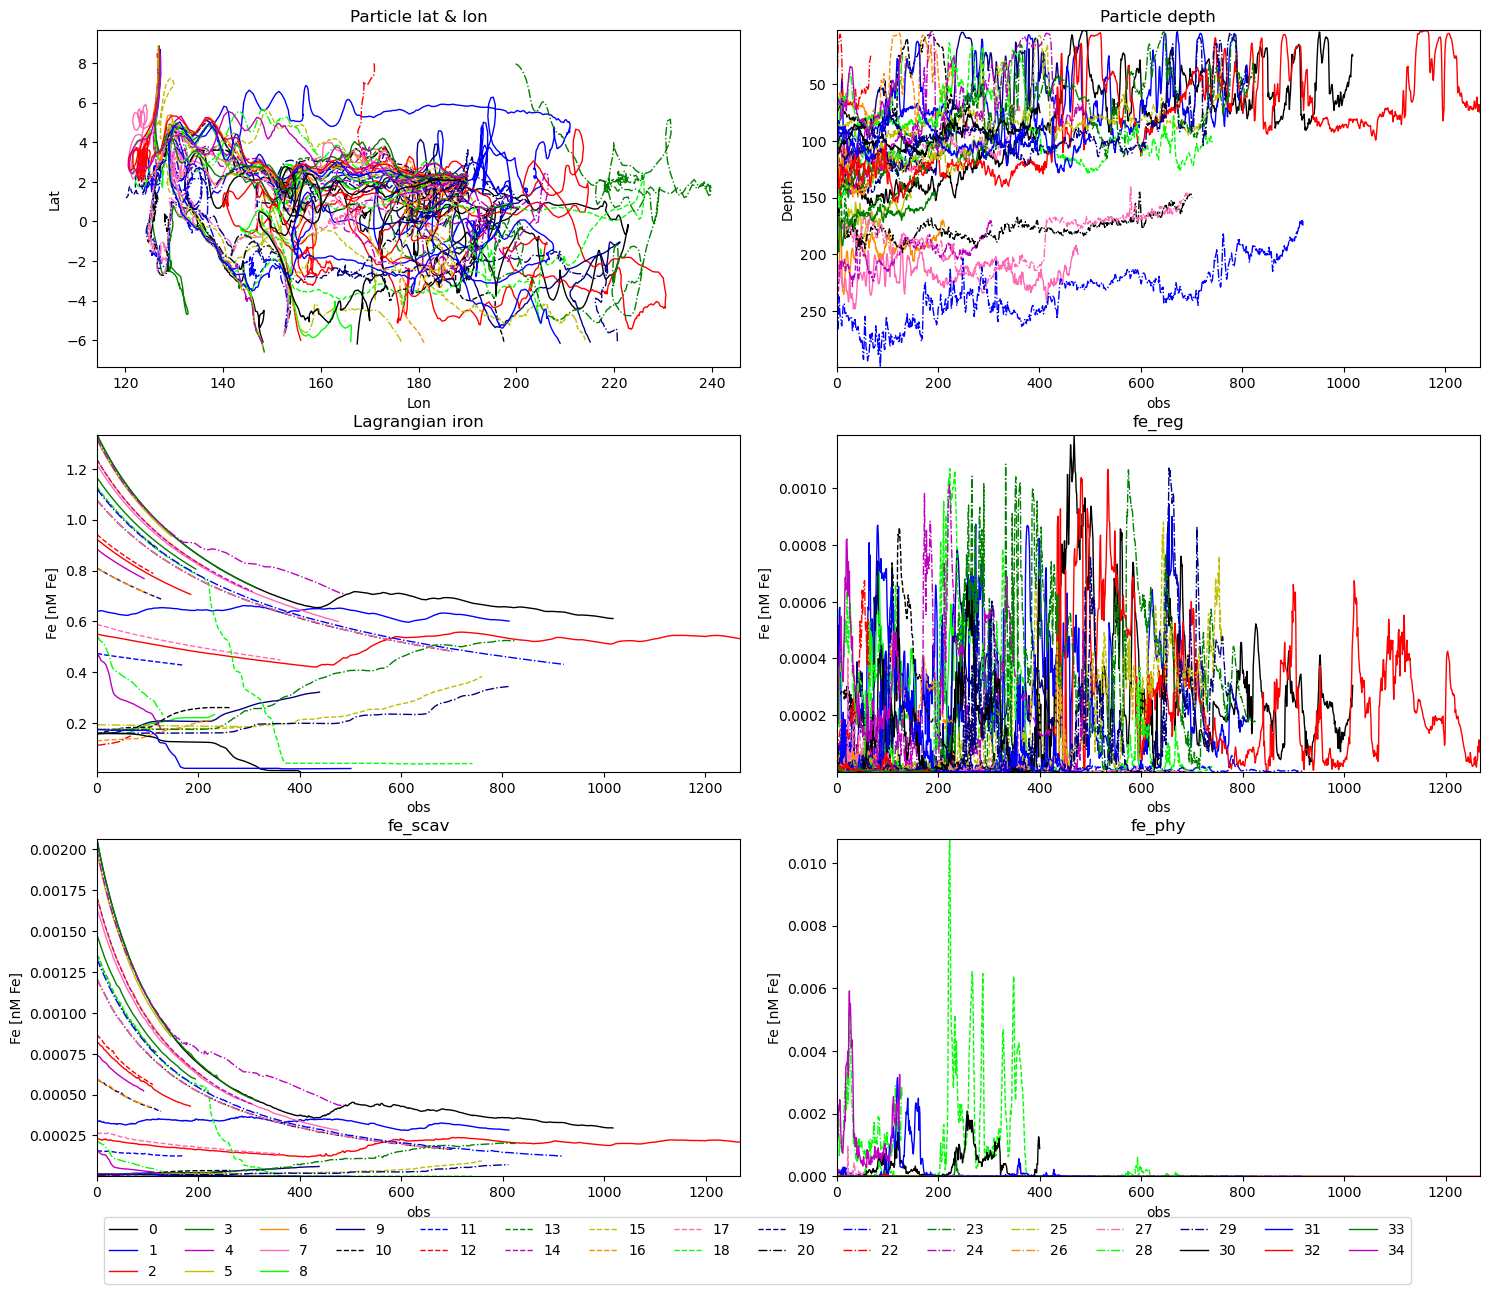 Particle lat & lon
Particle depth
8
6
4
2
0
−2
−4
−6
Lat
120 140 160 180 200 220 240
Lon
50
100
150
200
250
Depth
0 200 400 600 800 1000 1200
obs
Lagrangian iron
fe_reg
1.2
1.0
0.8
0.6
0.4
0.2
Fe [nM Fe]
0 200 400 600 800 1000 1200
obs
0.0010
0.0008
0.0006
0.0004
0.0002
Fe [nM Fe]
0 200 400 600 800 1000 1200
obs
fe_scav
fe_phy
0.00200
0.00175
0.00150
0.00125
0.00100
0.00075
0.00050
0.00025
Fe [nM Fe]
0 200 400 600 800 1000 1200
obs
0.010
0.008
0.006
0.004
0.002
0.000
Fe [nM Fe]
0 200 400 600 800 1000 1200
obs
0 3 6 9 11 13 15 17 19 21 23 25 27 29 31 33
1 4 7 10 12 14 16 18 20 22 24 26 28 30 32 34
2 5 8